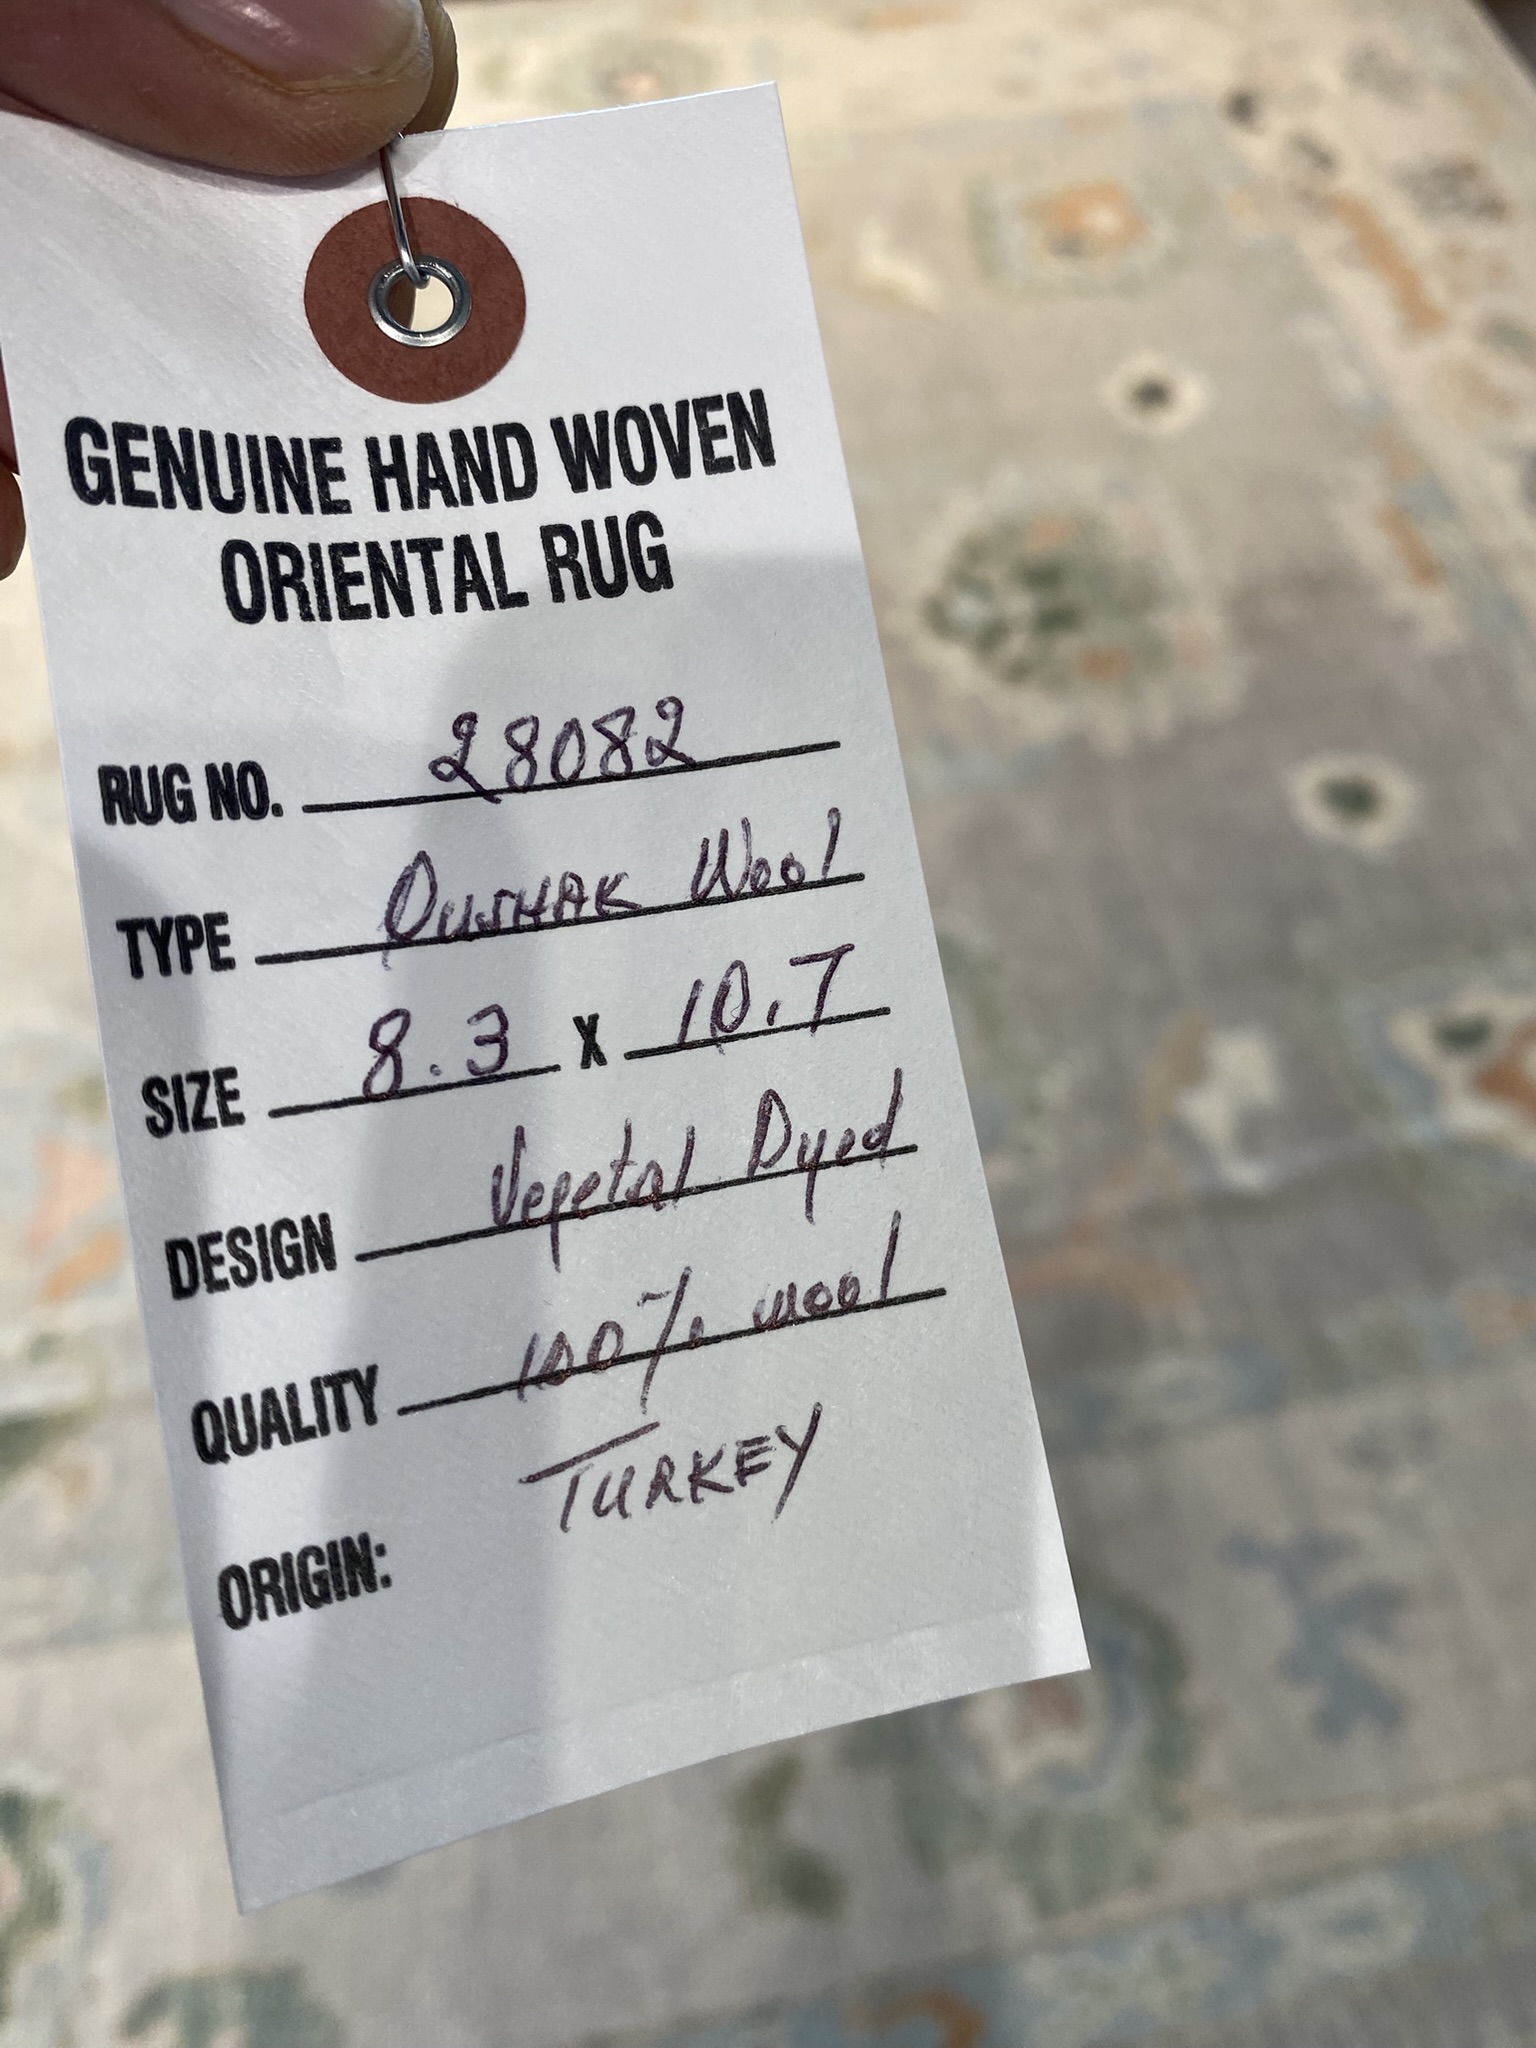 GENUINE HAND WOVEN
ORIENTAL RUG
RUG NO. 28082
TYPE OUSHAK Wool
SIZE 8.3 X 10.7
DESIGN Vegetal Dyed
QUALITY 100% wool
ORIGIN: TURKEY